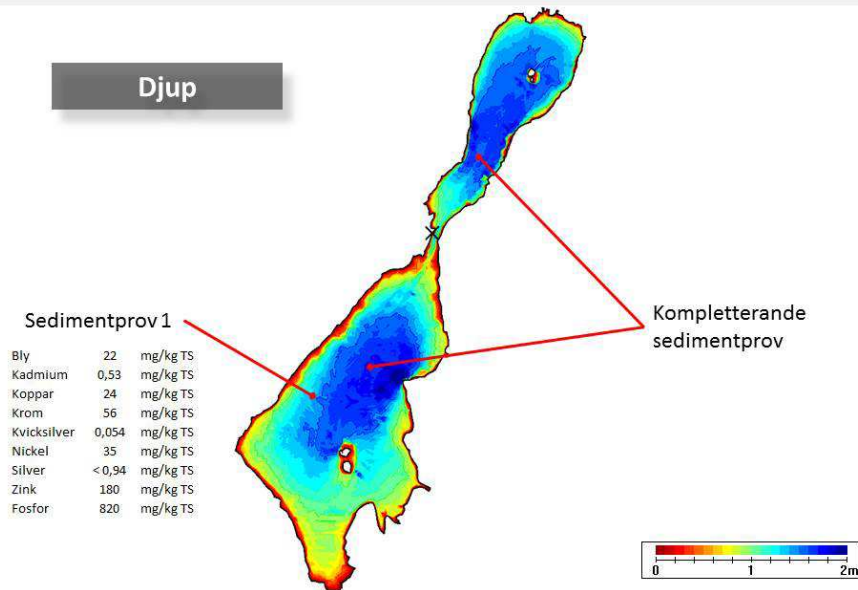 Djup
Sedimentprov 1
Bly 22 mg/kg TS
Kadmium 0,53 mg/kg TS
Koppar 24 mg/kg TS
Krom 56 mg/kg TS
Kvicksilver 0,054 mg/kg TS
Nickel 35 mg/kg TS
Silver < 0,94 mg/kg TS
Zink 180 mg/kg TS
Fosfor 820 mg/kg TS
Kompletterande
sedimentprov
0 1 2m